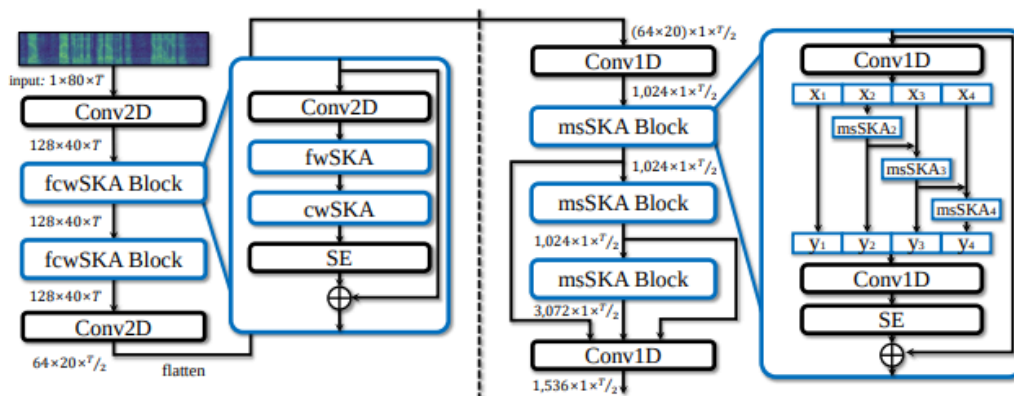 input: 1×80×T
Conv2D
128×40×T
fcwSKA Block
128×40×T
fcwSKA Block
128×40×T
Conv2D
64×20×T/2
flatten
Conv2D
fwSKA
cwSKA
SE
(64×20)×1×T/2
Conv1D
1,024×1×T/2
msSKA Block
1,024×1×T/2
msSKA Block
1,024×1×T/2
msSKA Block
3,072×1×T/2
Conv1D
1,536×1×T/2
Conv1D
x₁ x₂ x₃ x₄
msSKA₂
msSKA₃
msSKA₄
y₁ y₂ y₃ y₄
Conv1D
SE